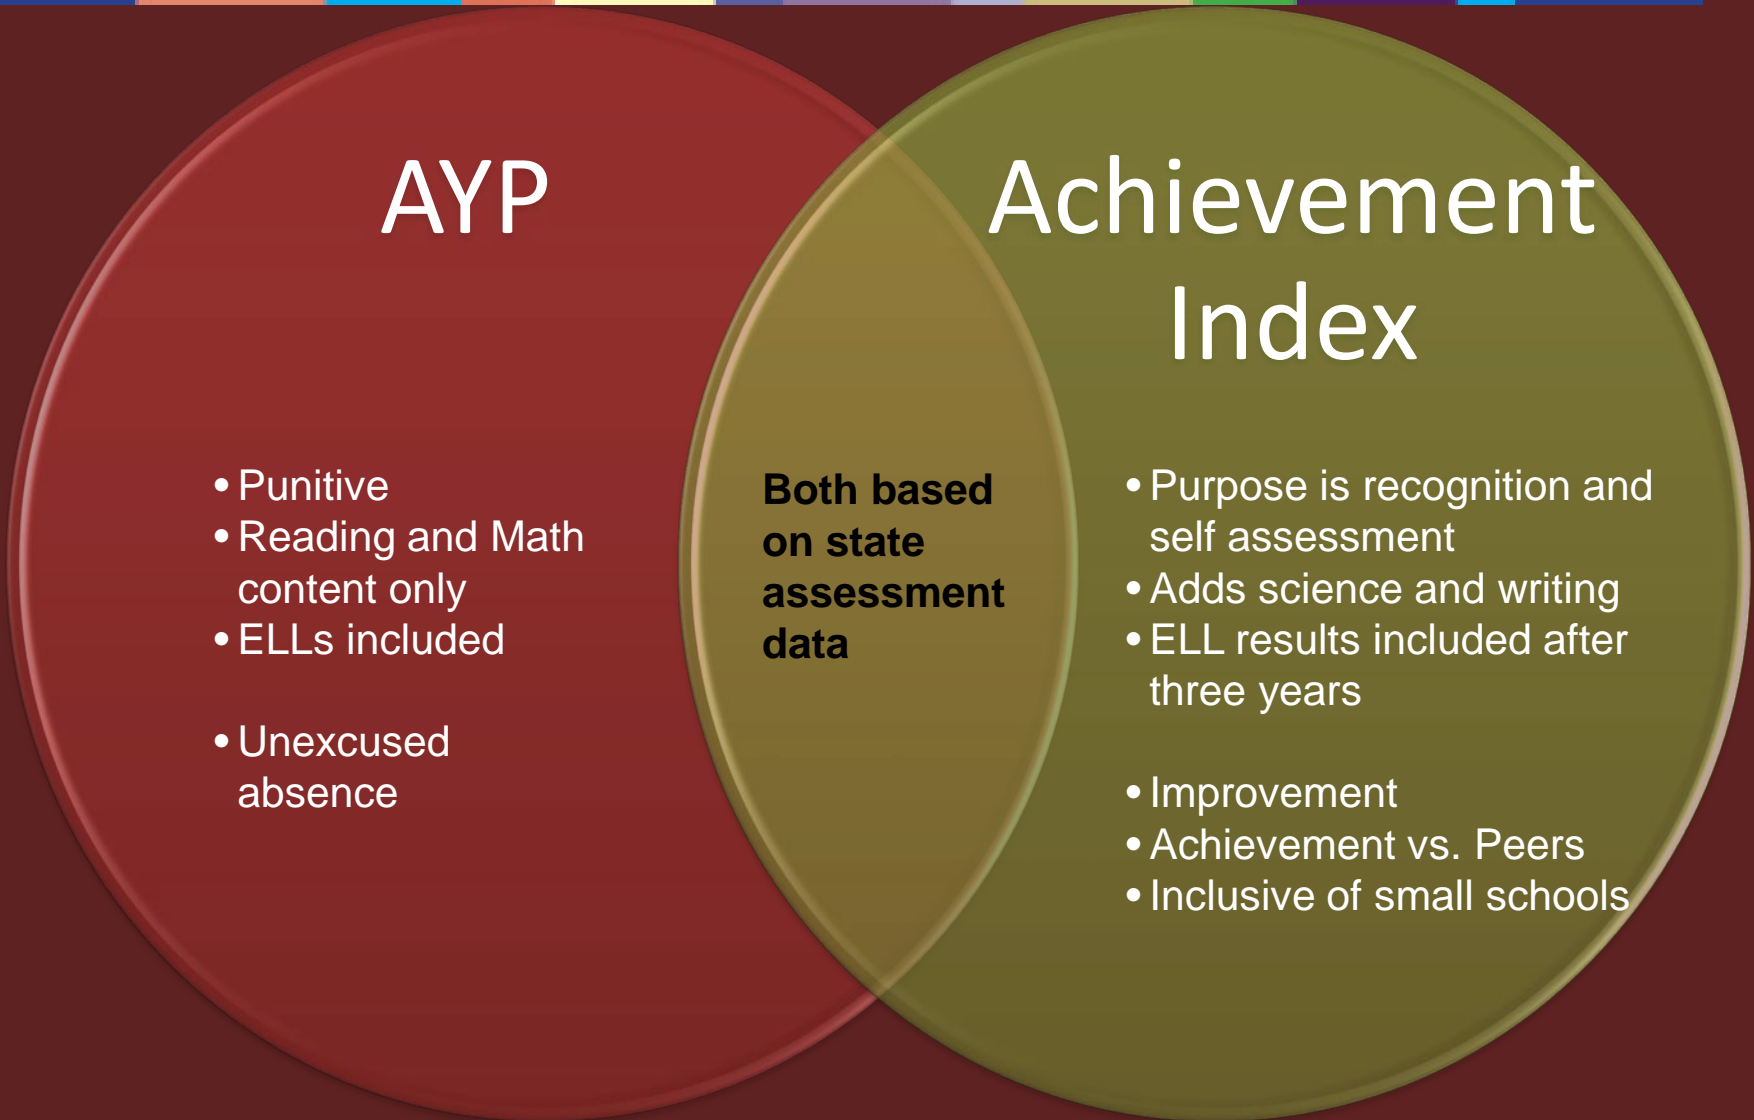 AYP
• Punitive
• Reading and Math
content only
• ELLs included
• Unexcused
absence
Both based
on state
assessment
data
Achievement
Index
• Purpose is recognition and
self assessment
• Adds science and writing
• ELL results included after
three years
• Improvement
• Achievement vs. Peers
• Inclusive of small schools